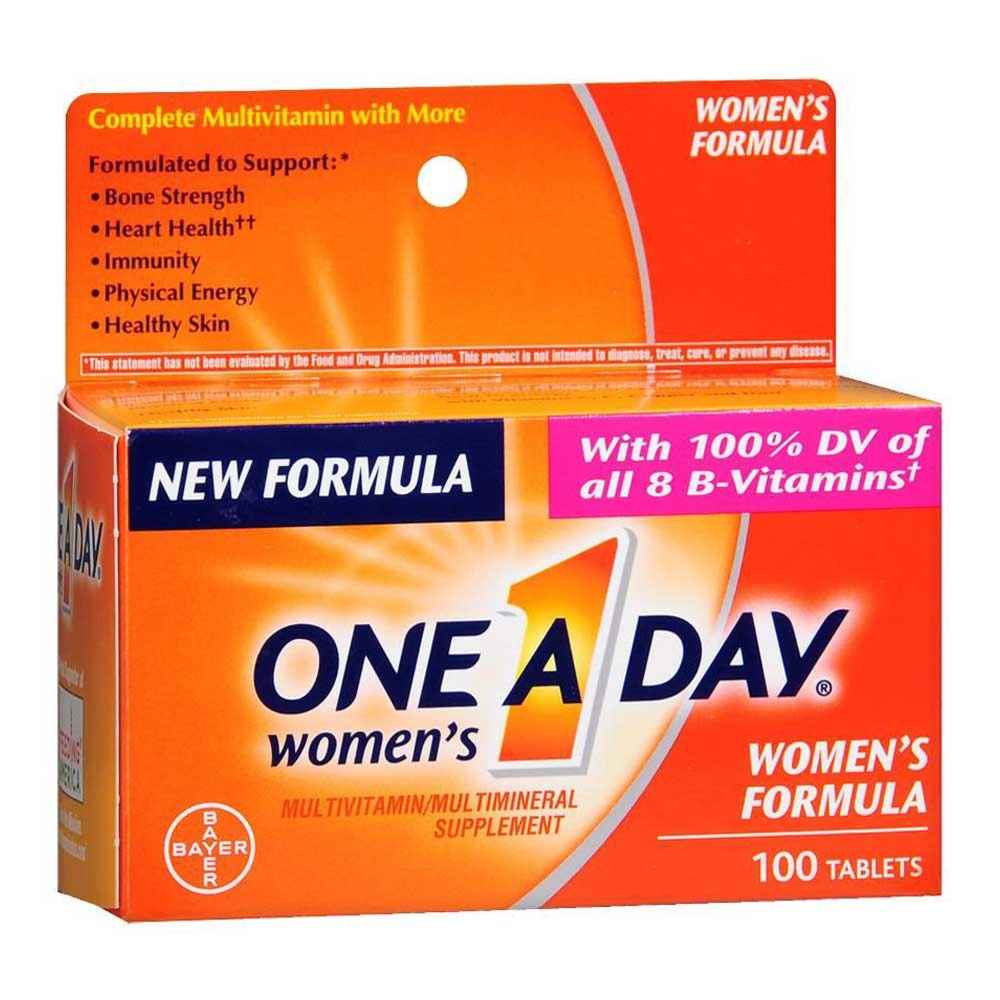 Complete Multivitamin with More
WOMEN'S
FORMULA
Formulated to Support:*
•Bone Strength
•Heart Health††
•Immunity
•Physical Energy
•Healthy Skin
*This statement has not been evaluated by the Food and Drug Administration. This product is not intended to diagnose, treat, cure, or prevent any disease.
NEW FORMULA
With 100% DV of
all 8 B-Vitamins†
ONE A DAY®
1
women's
MULTIVITAMIN/MULTIMINERAL
SUPPLEMENT
WOMEN'S
FORMULA
100 TABLETS
BAYER
BAYER
E A DAY®
1